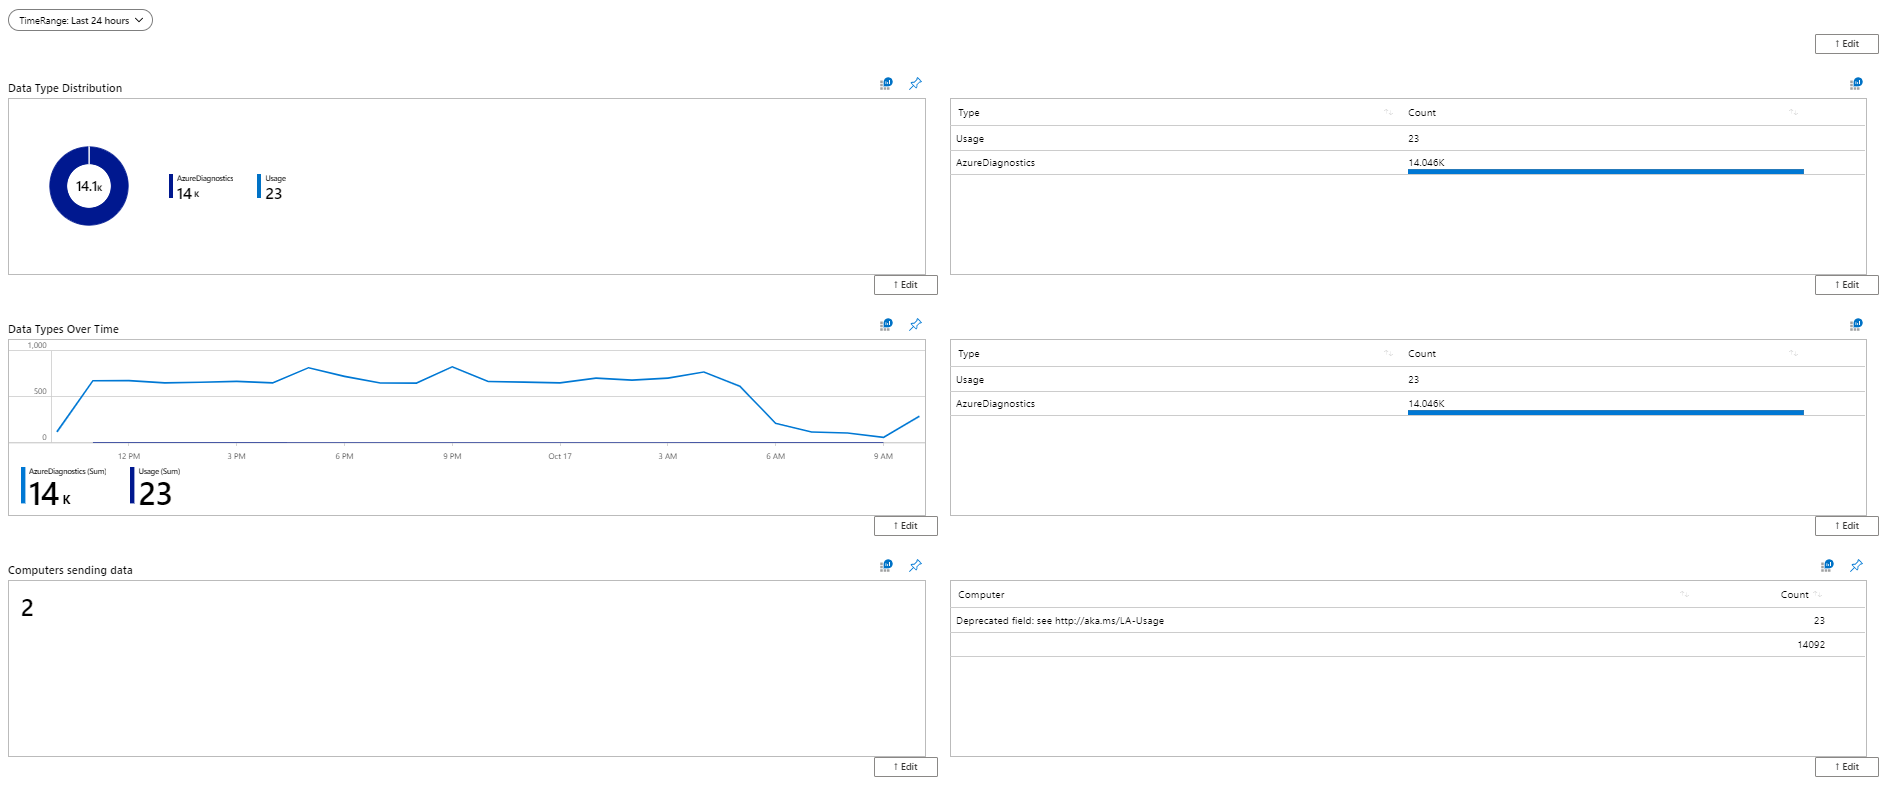 TimeRange: Last 24 hours
↑ Edit
Data Type Distribution
14.1K
AzureDiagnostics
14 K
Usage
23
↑ Edit
Type Count
Usage 23
AzureDiagnostics 14.046K
↑ Edit
Data Types Over Time
1,000
500
0
12 PM 3 PM 6 PM 9 PM Oct 17 3 AM 6 AM 9 AM
AzureDiagnostics (Sum)
14 K
Usage (Sum)
23
↑ Edit
Type Count
Usage 23
AzureDiagnostics 14.046K
↑ Edit
Computers sending data
2
↑ Edit
Computer Count
Deprecated field: see http://aka.ms/LA-Usage 23
14092
↑ Edit